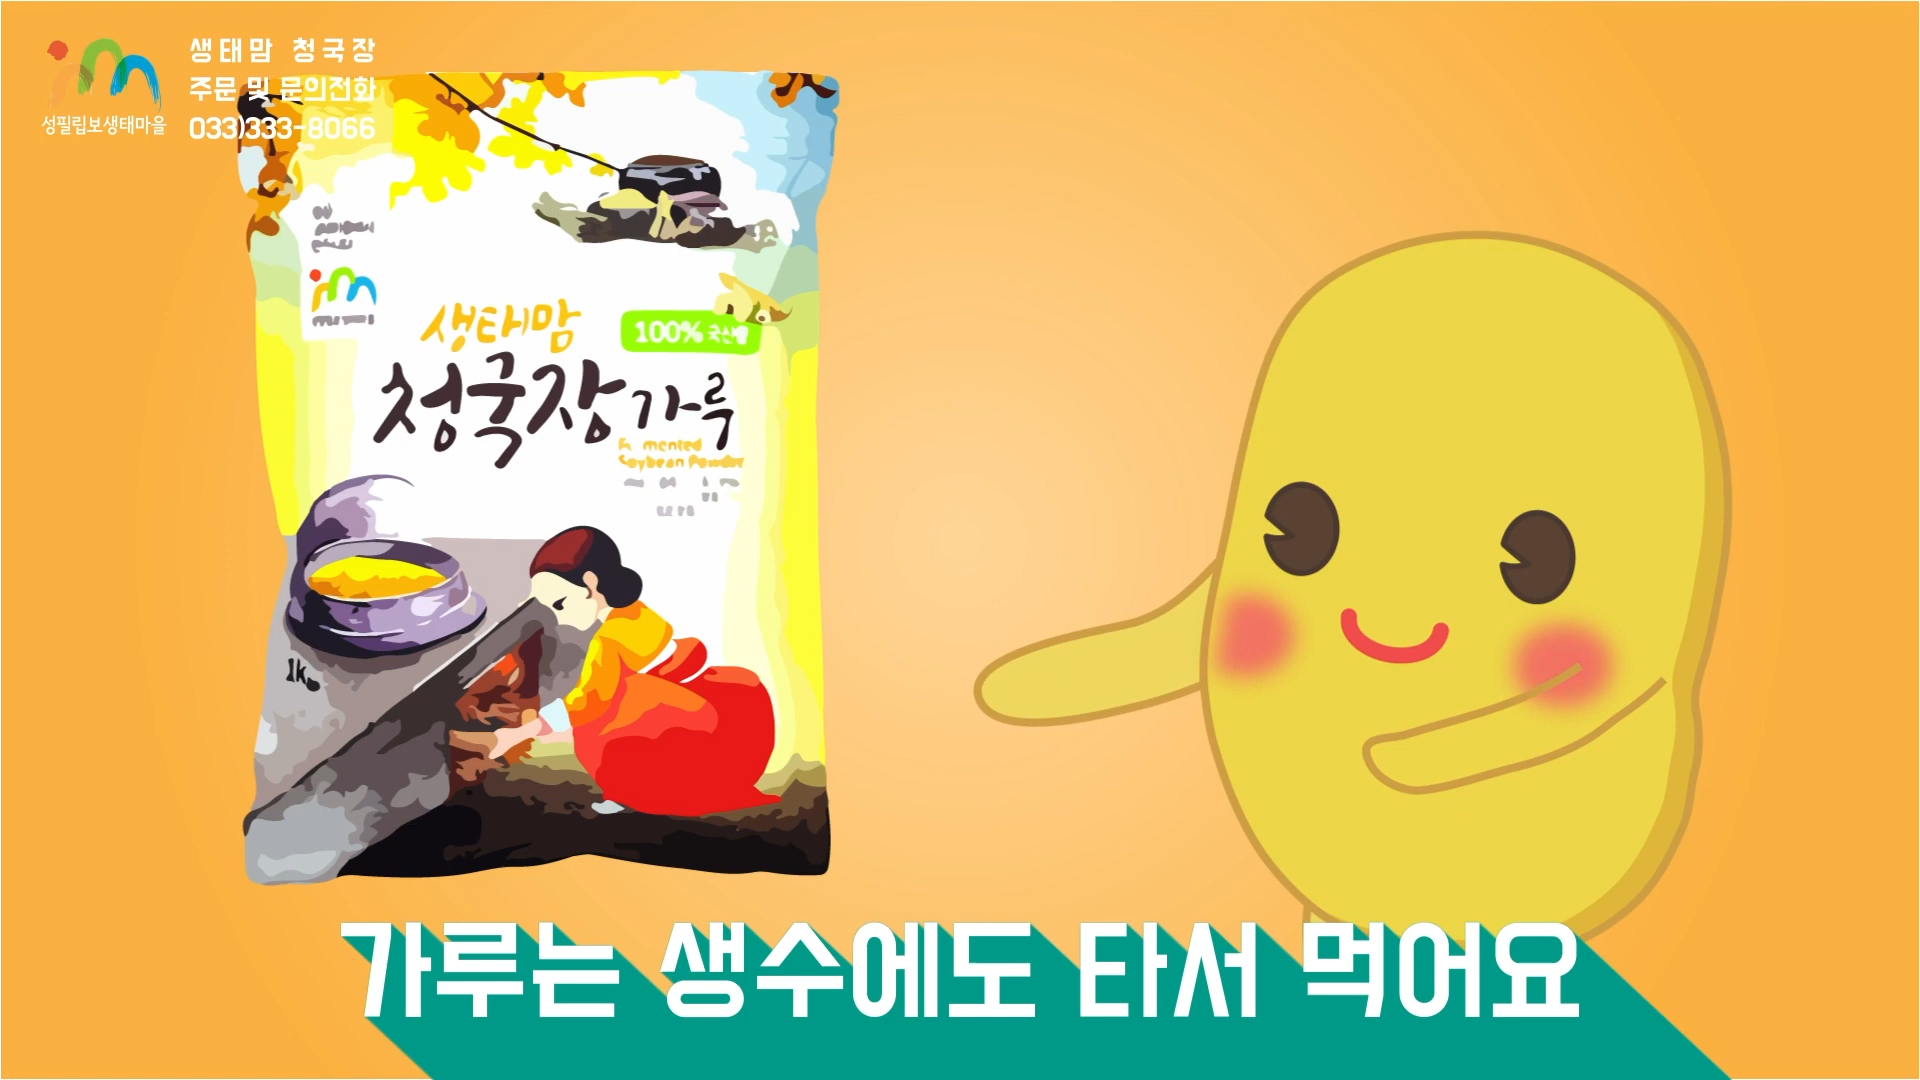 생태맘 청국장
주문 및 문의전화
033)333-8066
성필립보생태마을
생태맘
100% 국산콩
청국장 가루
Soybean Powder
가루는 생수에도 타서 먹어요